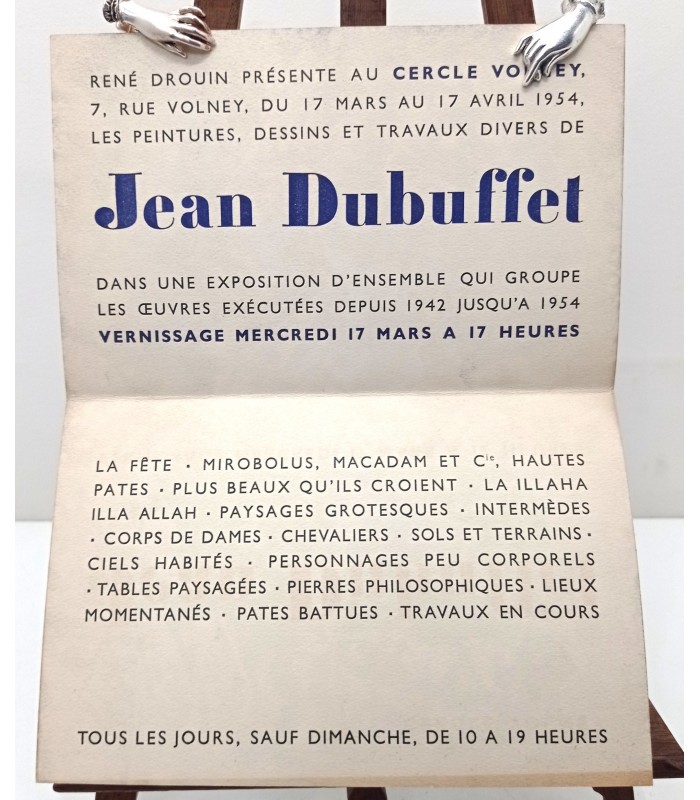 RENÉ DROUIN PRÉSENTE AU CERCLE VOLNEY,
7, RUE VOLNEY, DU 17 MARS AU 17 AVRIL 1954,
LES PEINTURES, DESSINS ET TRAVAUX DIVERS DE
Jean Dubuffet
DANS UNE EXPOSITION D'ENSEMBLE QUI GROUPE
LES ŒUVRES EXÉCUTÉES DEPUIS 1942 JUSQU'A 1954
VERNISSAGE MERCREDI 17 MARS A 17 HEURES
LA FÊTE · MIROBOLUS, MACADAM ET Cie, HAUTES
PATES · PLUS BEAUX QU'ILS CROIENT · LA ILLAHA
ILLA ALLAH · PAYSAGES GROTESQUES · INTERMÈDES
· CORPS DE DAMES · CHEVALIERS · SOLS ET TERRAINS ·
CIELS HABITÉS · PERSONNAGES PEU CORPORELS
· TABLES PAYSAGÉES · PIERRES PHILOSOPHIQUES · LIEUX
MOMENTANÉS · PATES BATTUES · TRAVAUX EN COURS
TOUS LES JOURS, SAUF DIMANCHE, DE 10 A 19 HEURES